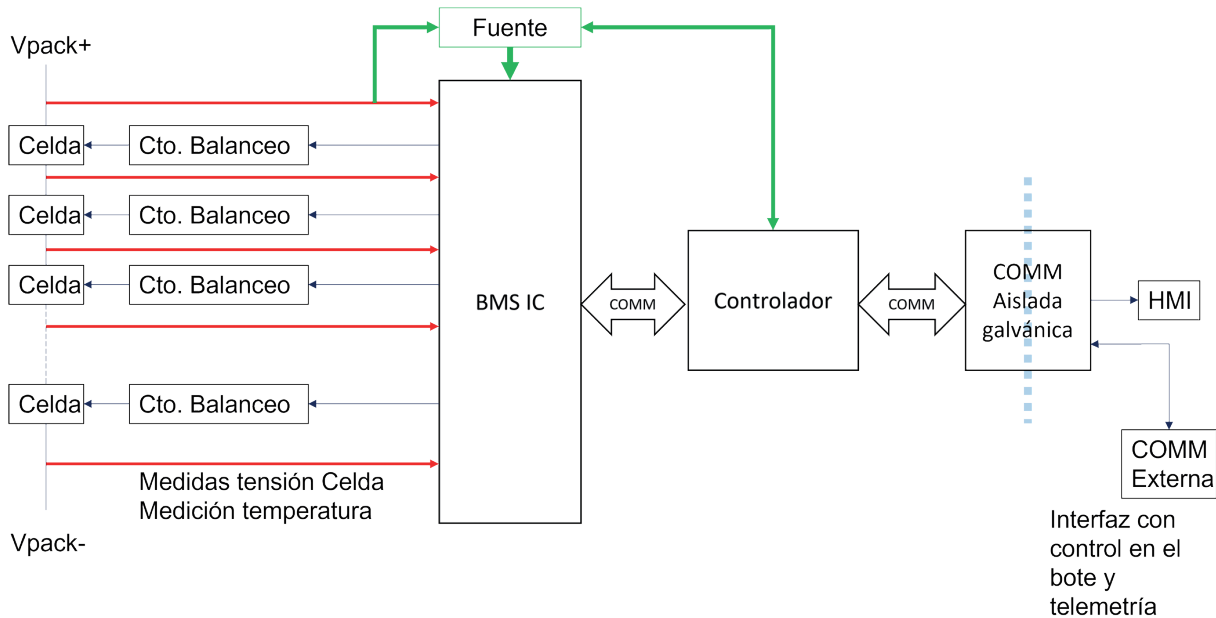 Fuente
Vpack+
Celda
Cto. Balanceo
Celda
Cto. Balanceo
Celda
Cto. Balanceo
BMS IC
COMM
Controlador
COMM
COMM
Aislada
galvánica
HMI
Celda
Cto. Balanceo
COMM
Externa
Medidas tensión Celda
Medición temperatura
Vpack-
Interfaz con
control en el
bote y
telemetría